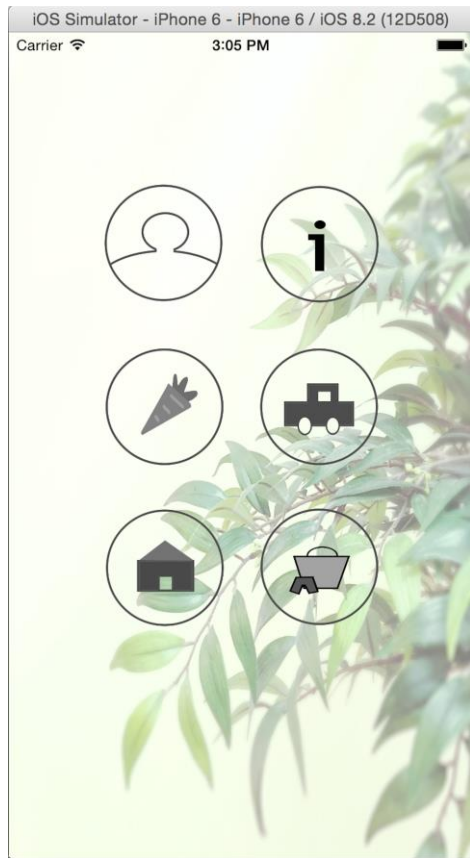 iOS Simulator - iPhone 6 - iPhone 6 / iOS 8.2 (12D508)
Carrier 3:05 PM
i